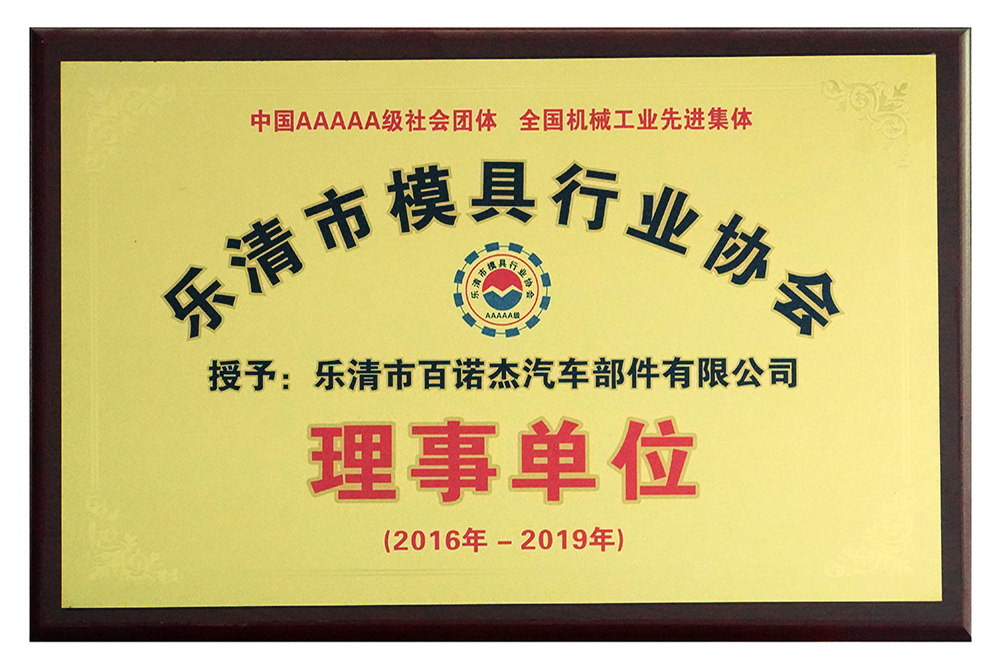 中国AAAAA级社会团体 全国机械工业先进集体
乐清市模具行业协会
乐清市模具行业协会
AAAAA级
授予：乐清市百诺杰汽车部件有限公司
理事单位
(2016年－2019年)